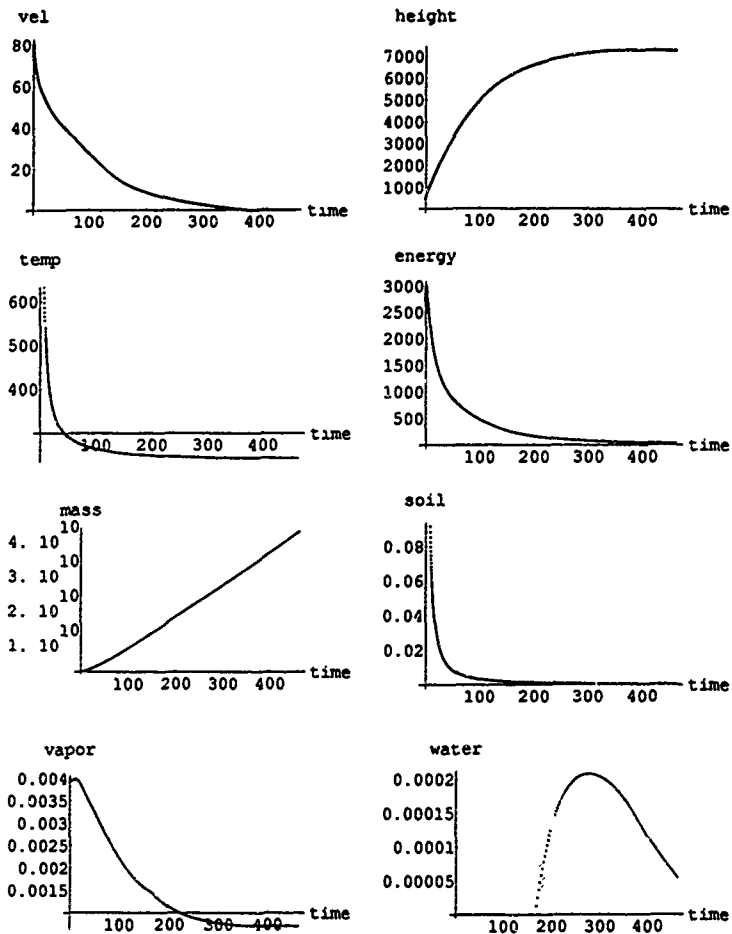 vel
80
60
40
20
100 200 300 400 time
height
7000
6000
5000
4000
3000
2000
1000
100 200 300 400 time
temp
600
500
400
100 200 300 400 time
energy
3000
2500
2000
1500
1000
500
100 200 300 400 time
mass
4. 10 10
3. 10 10
2. 10 10
1. 10 10
100 200 300 400 time
soil
0.08
0.06
0.04
0.02
100 200 300 400 time
vapor
0.004
0.0035
0.003
0.0025
0.002
0.0015
100 200 300 400 time
water
0.0002
0.00015
0.0001
0.00005
100 200 300 400 time